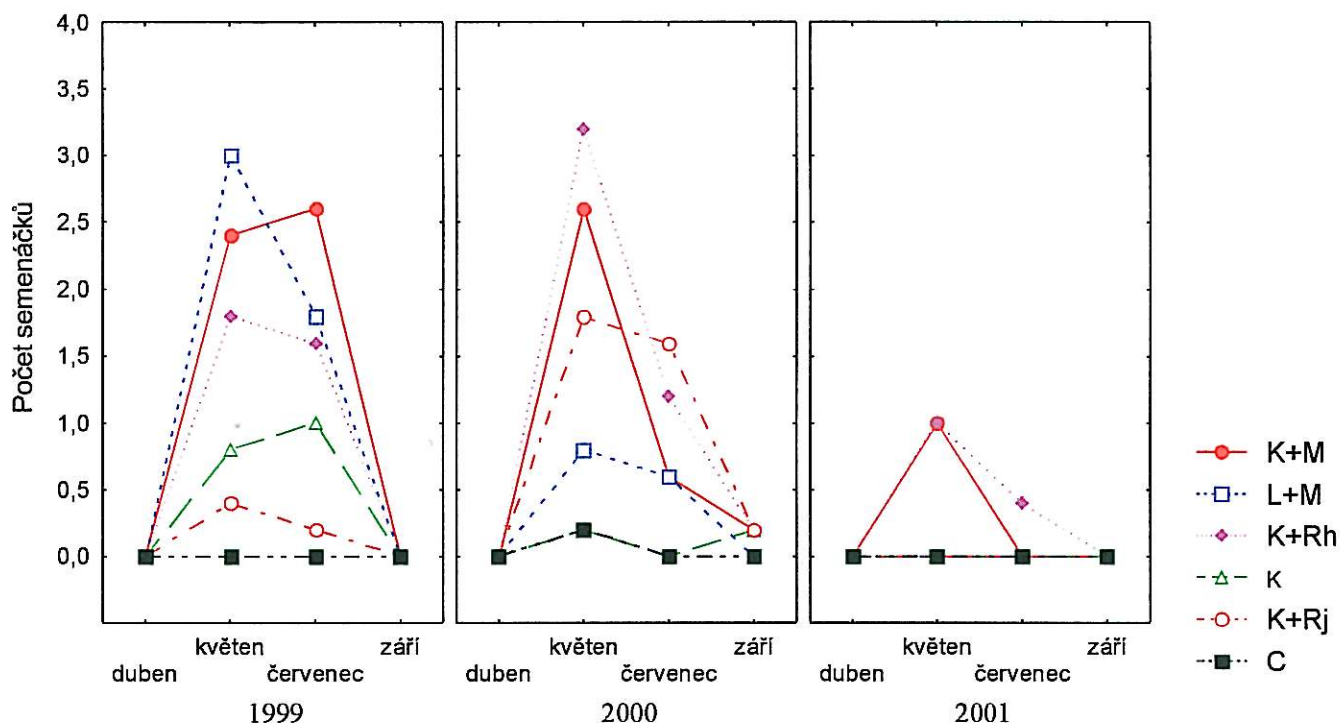 Počet semenáčků
4,0
3,5
3,0
2,5
2,0
1,5
1,0
0,5
0,0
duben
květen
červenec
září
1999
duben
květen
červenec
září
2000
duben
květen
červenec
září
2001
K+M
L+M
K+Rh
K
K+Rj
C